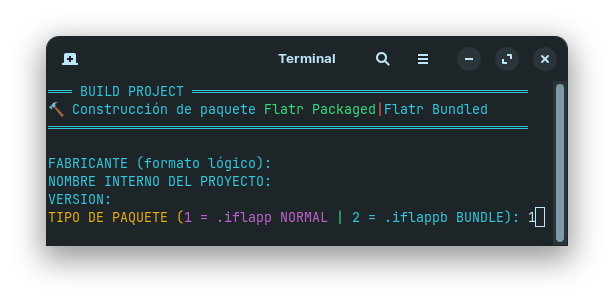 Terminal
BUILD PROJECT
🔨 Construcción de paquete Flatr Packaged|Flatr Bundled
FABRICANTE (formato lógico):
NOMBRE INTERNO DEL PROYECTO:
VERSION:
TIPO DE PAQUETE (1 = .iflapp NORMAL | 2 = .iflappb BUNDLE): 1